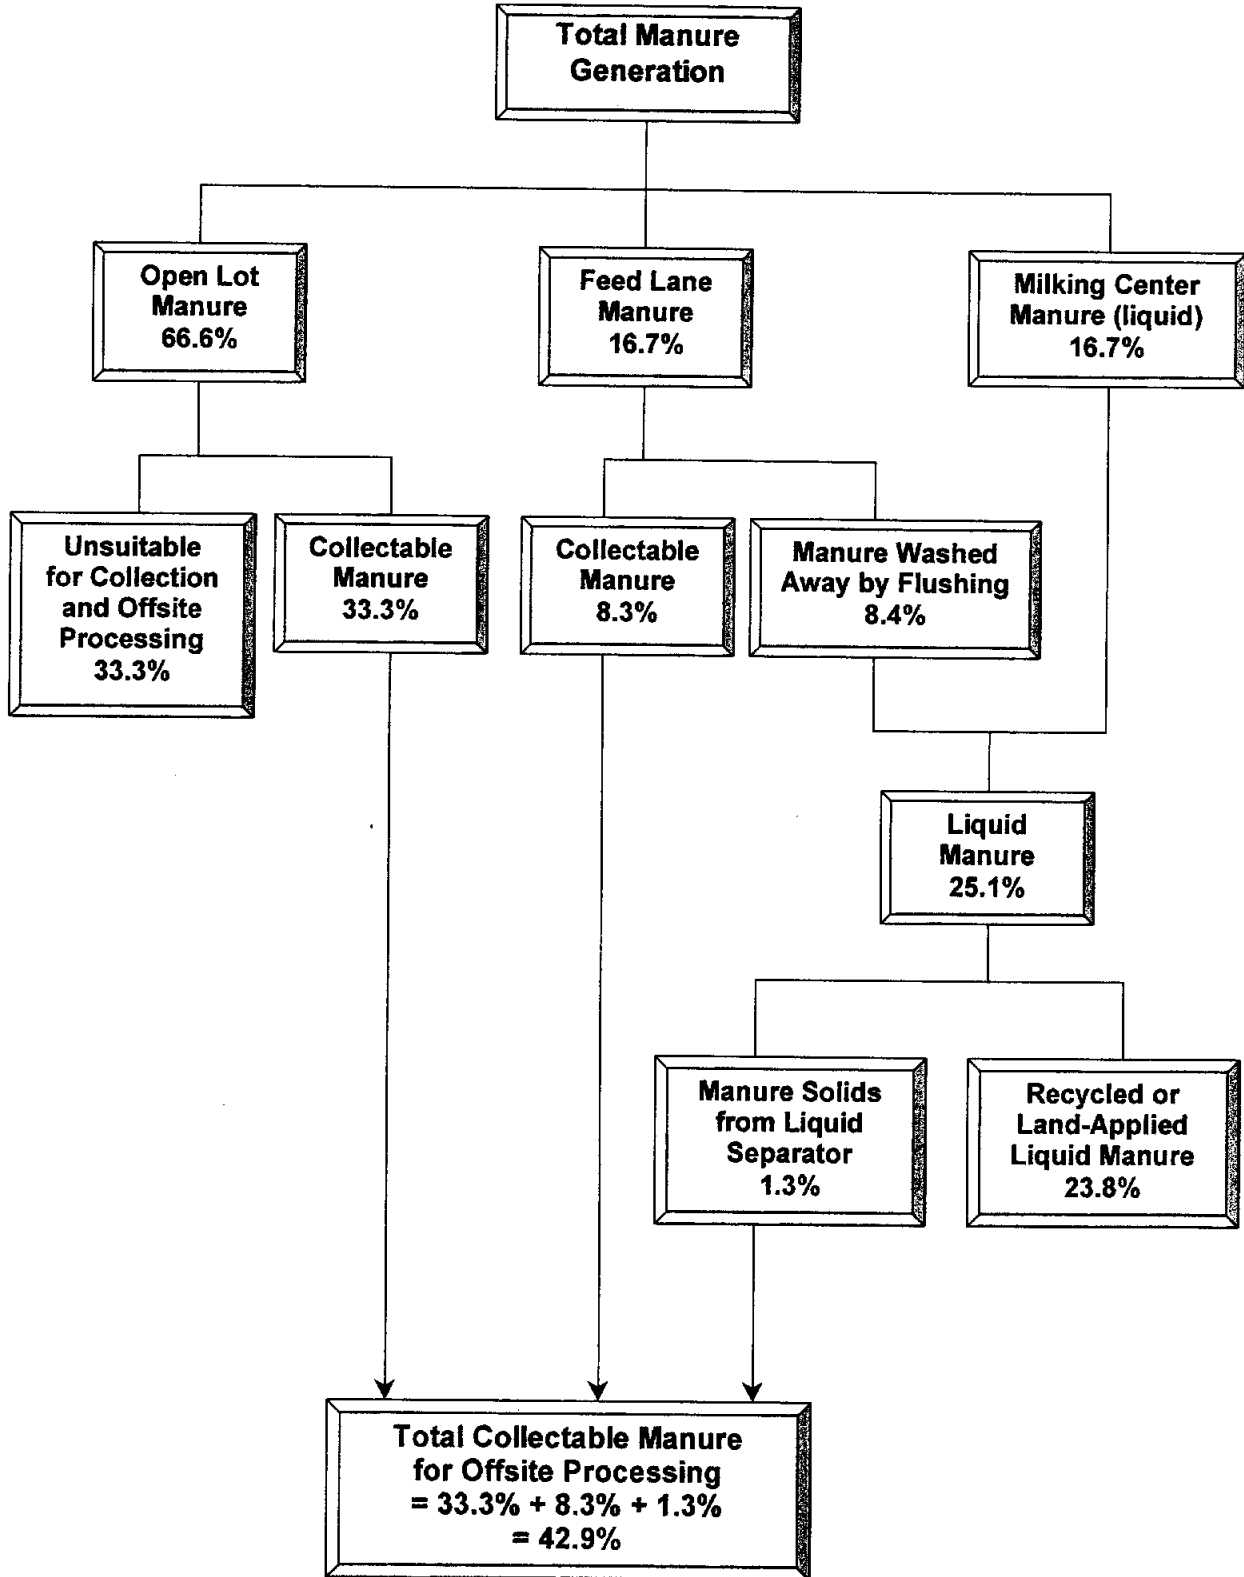 Total Manure
Generation
Open Lot
Manure
66.6%
Feed Lane
Manure
16.7%
Milking Center
Manure (liquid)
16.7%
Unsuitable
for Collection
and Offsite
Processing
33.3%
Collectable
Manure
33.3%
Collectable
Manure
8.3%
Manure Washed
Away by Flushing
8.4%
Liquid
Manure
25.1%
Manure Solids
from Liquid
Separator
1.3%
Recycled or
Land-Applied
Liquid Manure
23.8%
Total Collectable Manure
for Offsite Processing
= 33.3% + 8.3% + 1.3%
= 42.9%